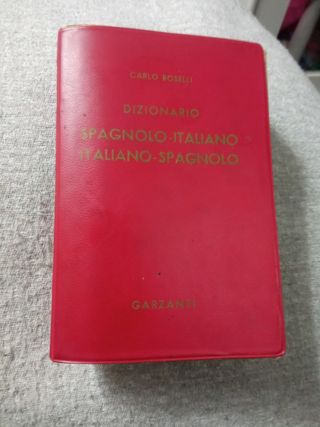 CARLO BOSELLI
DIZIONARIO
SPAGNOLO-ITALIANO
ITALIANO-SPAGNOLO
GARZANTI